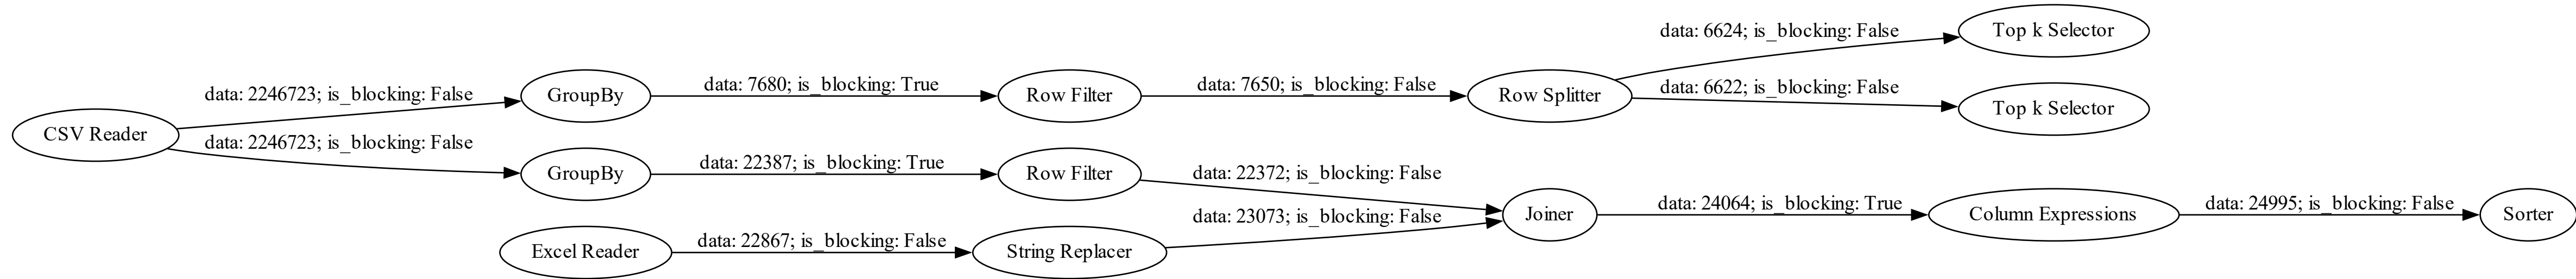 Top k Selector
data: 6624; is_blocking: False
data: 2246723; is_blocking: False
GroupBy
data: 7680; is_blocking: True
Row Filter
data: 7650; is_blocking: False
Row Splitter
data: 6622; is_blocking: False
Top k Selector
CSV Reader
data: 2246723; is_blocking: False
GroupBy
data: 22387; is_blocking: True
Row Filter
data: 22372; is_blocking: False
Joiner
data: 24064; is_blocking: True
Column Expressions
data: 24995; is_blocking: False
Sorter
data: 23073; is_blocking: False
Excel Reader
data: 22867; is_blocking: False
String Replacer